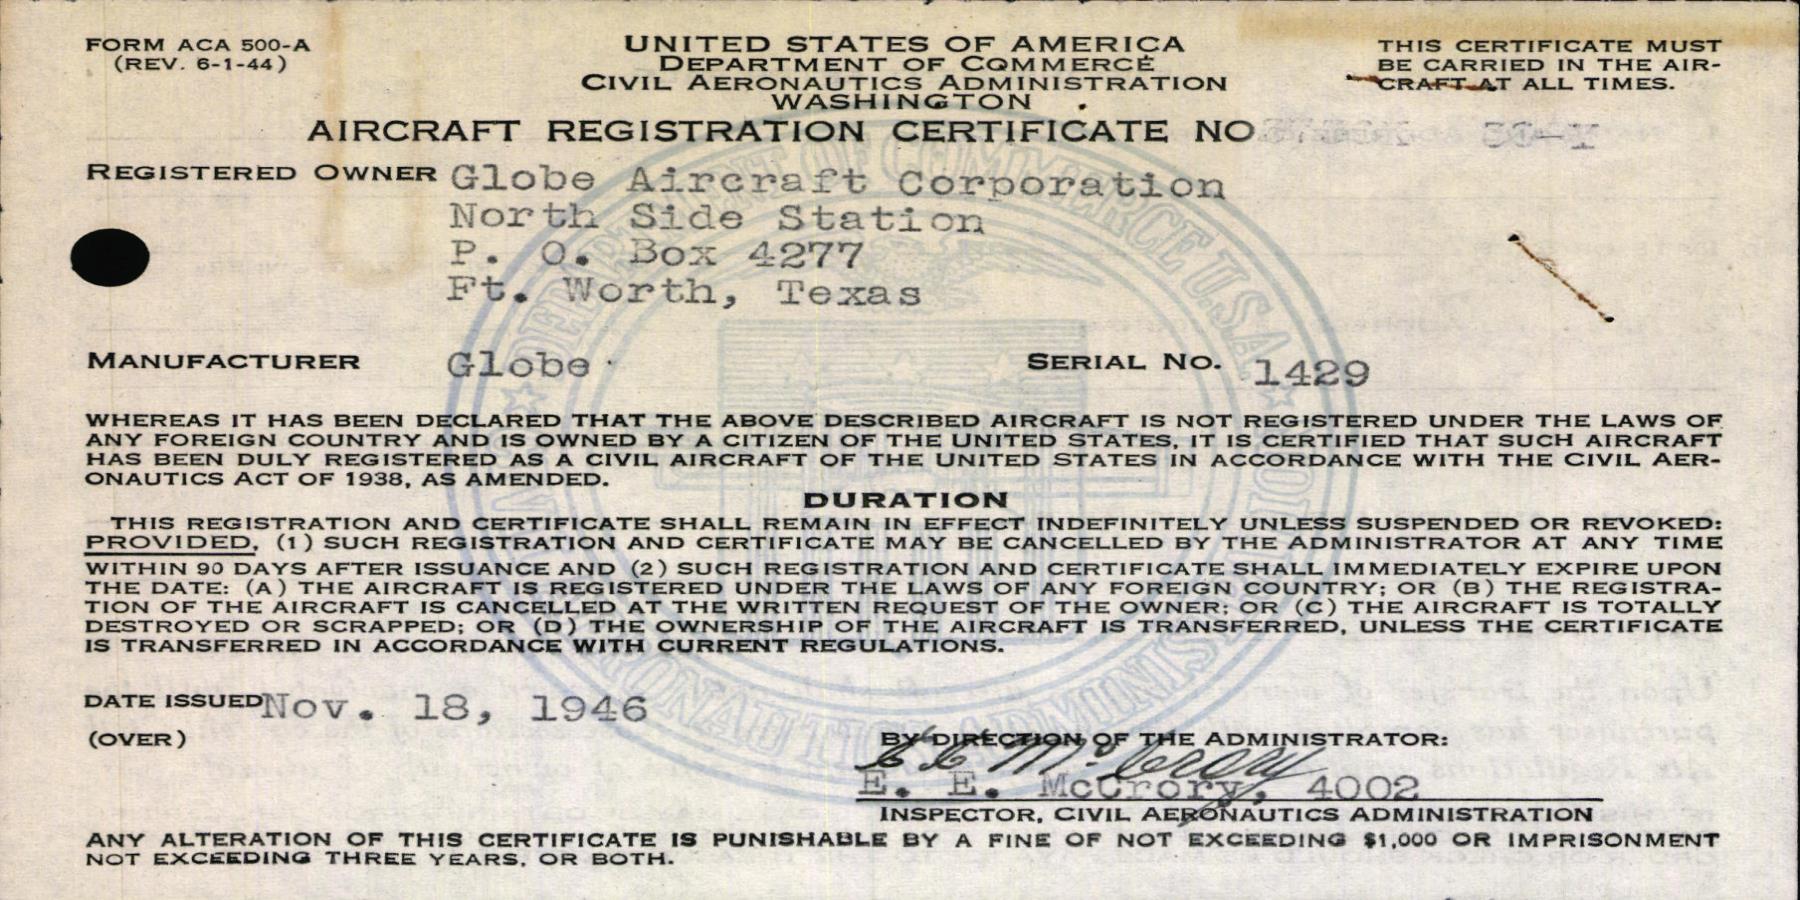 FORM ACA 500-A
(REV. 6-1-44)
UNITED STATES OF AMERICA
DEPARTMENT OF COMMERCE
CIVIL AERONAUTICS ADMINISTRATION
WASHINGTON
THIS CERTIFICATE MUST
BE CARRIED IN THE AIR-
CRAFT AT ALL TIMES.
AIRCRAFT REGISTRATION CERTIFICATE NO
REGISTERED OWNER Globe Aircraft Corporation
North Side Station
P. O. Box 4277
Ft. Worth, Texas
MANUFACTURER Globe
SERIAL NO. 1429
WHEREAS IT HAS BEEN DECLARED THAT THE ABOVE DESCRIBED AIRCRAFT IS NOT REGISTERED UNDER THE LAWS OF
ANY FOREIGN COUNTRY AND IS OWNED BY A CITIZEN OF THE UNITED STATES, IT IS CERTIFIED THAT SUCH AIRCRAFT
HAS BEEN DULY REGISTERED AS A CIVIL AIRCRAFT OF THE UNITED STATES IN ACCORDANCE WITH THE CIVIL AER-
ONAUTICS ACT OF 1938, AS AMENDED.
DURATION
THIS REGISTRATION AND CERTIFICATE SHALL REMAIN IN EFFECT INDEFINITELY UNLESS SUSPENDED OR REVOKED:
PROVIDED, (1) SUCH REGISTRATION AND CERTIFICATE MAY BE CANCELLED BY THE ADMINISTRATOR AT ANY TIME
WITHIN 90 DAYS AFTER ISSUANCE AND (2) SUCH REGISTRATION AND CERTIFICATE SHALL IMMEDIATELY EXPIRE UPON
THE DATE: (A) THE AIRCRAFT IS REGISTERED UNDER THE LAWS OF ANY FOREIGN COUNTRY; OR (B) THE REGISTRA-
TION OF THE AIRCRAFT IS CANCELLED AT THE WRITTEN REQUEST OF THE OWNER; OR (C) THE AIRCRAFT IS TOTALLY
DESTROYED OR SCRAPPED; OR (D) THE OWNERSHIP OF THE AIRCRAFT IS TRANSFERRED, UNLESS THE CERTIFICATE
IS TRANSFERRED IN ACCORDANCE WITH CURRENT REGULATIONS.
DATE ISSUED Nov. 18, 1946
(OVER)
BY DIRECTION OF THE ADMINISTRATOR:
E. E. McCrory
E. E. McCrory, 4002
INSPECTOR, CIVIL AERONAUTICS ADMINISTRATION
ANY ALTERATION OF THIS CERTIFICATE IS PUNISHABLE BY A FINE OF NOT EXCEEDING $1,000 OR IMPRISONMENT
NOT EXCEEDING THREE YEARS, OR BOTH.
DEPARTMENT OF COMMERCE U.S.A.
CIVIL AERONAUTICS ADMINISTRATION